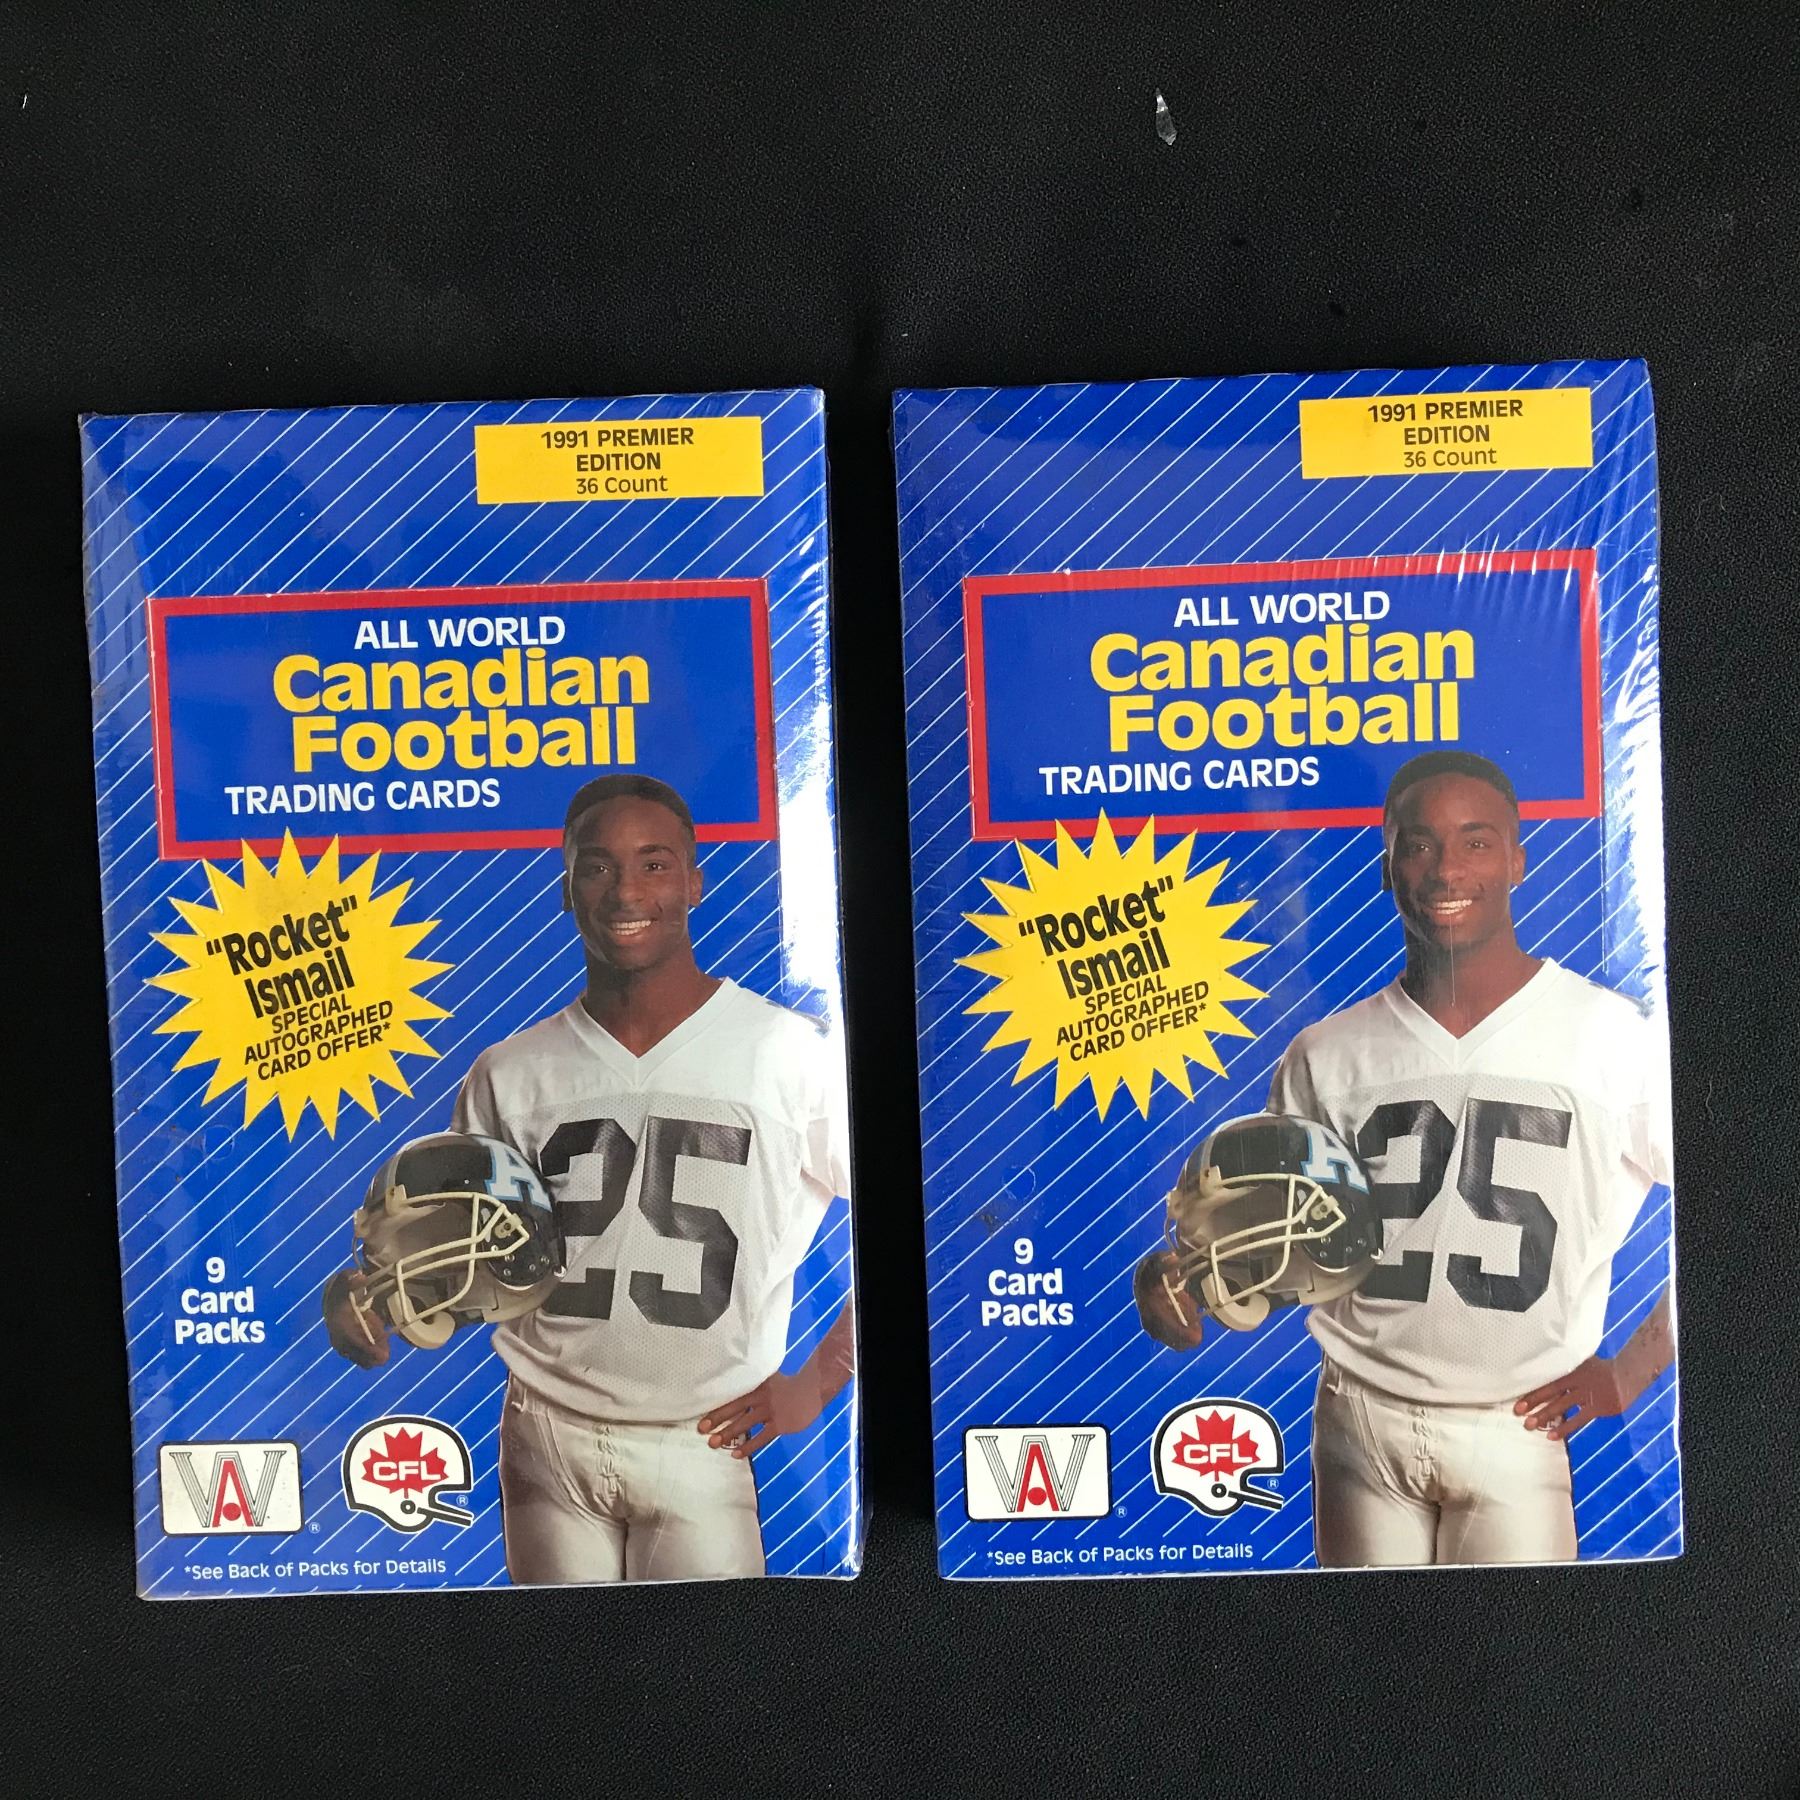 1991 PREMIER
EDITION
36 Count
ALL WORLD
Canadian
Football
TRADING CARDS
"Rocket"
Ismail
SPECIAL
AUTOGRAPHED
CARD OFFER*
A
25
9
Card
Packs
WA
®
CFL
®
*See Back of Packs for Details
1991 PREMIER
EDITION
36 Count
ALL WORLD
Canadian
Football
TRADING CARDS
"Rocket"
Ismail
SPECIAL
AUTOGRAPHED
CARD OFFER*
A
25
9
Card
Packs
WA
®
CFL
®
*See Back of Packs for Details